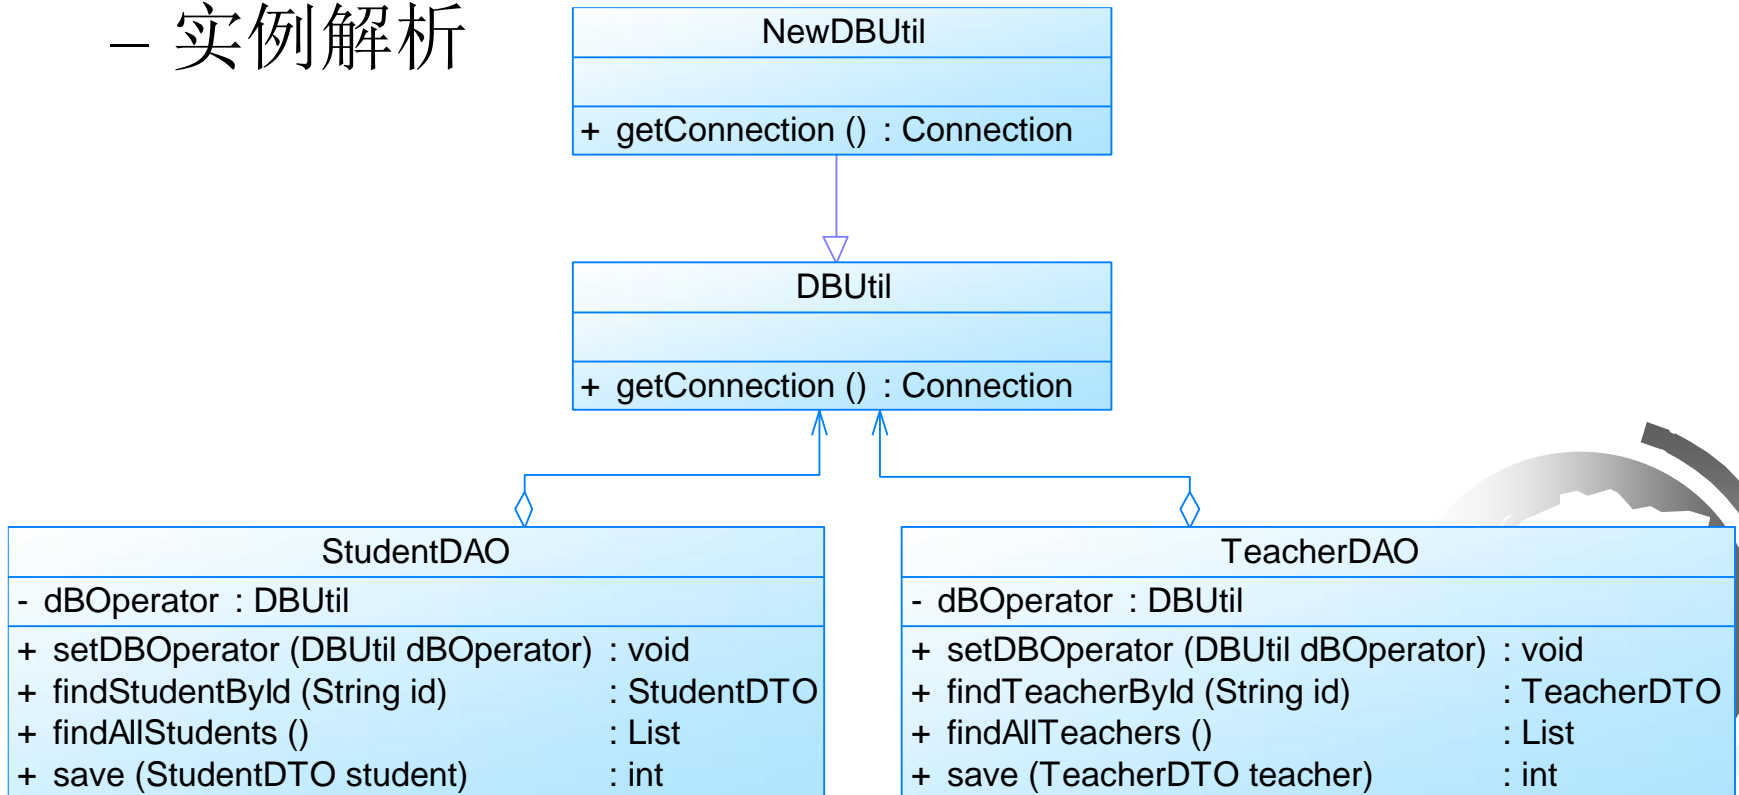 – 实例解析
NewDBUtil
+ getConnection () : Connection
DBUtil
+ getConnection () : Connection
StudentDAO
- dBOperator : DBUtil
+ setDBOperator (DBUtil dBOperator) : void
+ findStudentById (String id) : StudentDTO
+ findAllStudents () : List
+ save (StudentDTO student) : int
TeacherDAO
- dBOperator : DBUtil
+ setDBOperator (DBUtil dBOperator) : void
+ findTeacherById (String id) : TeacherDTO
+ findAllTeachers () : List
+ save (TeacherDTO teacher) : int